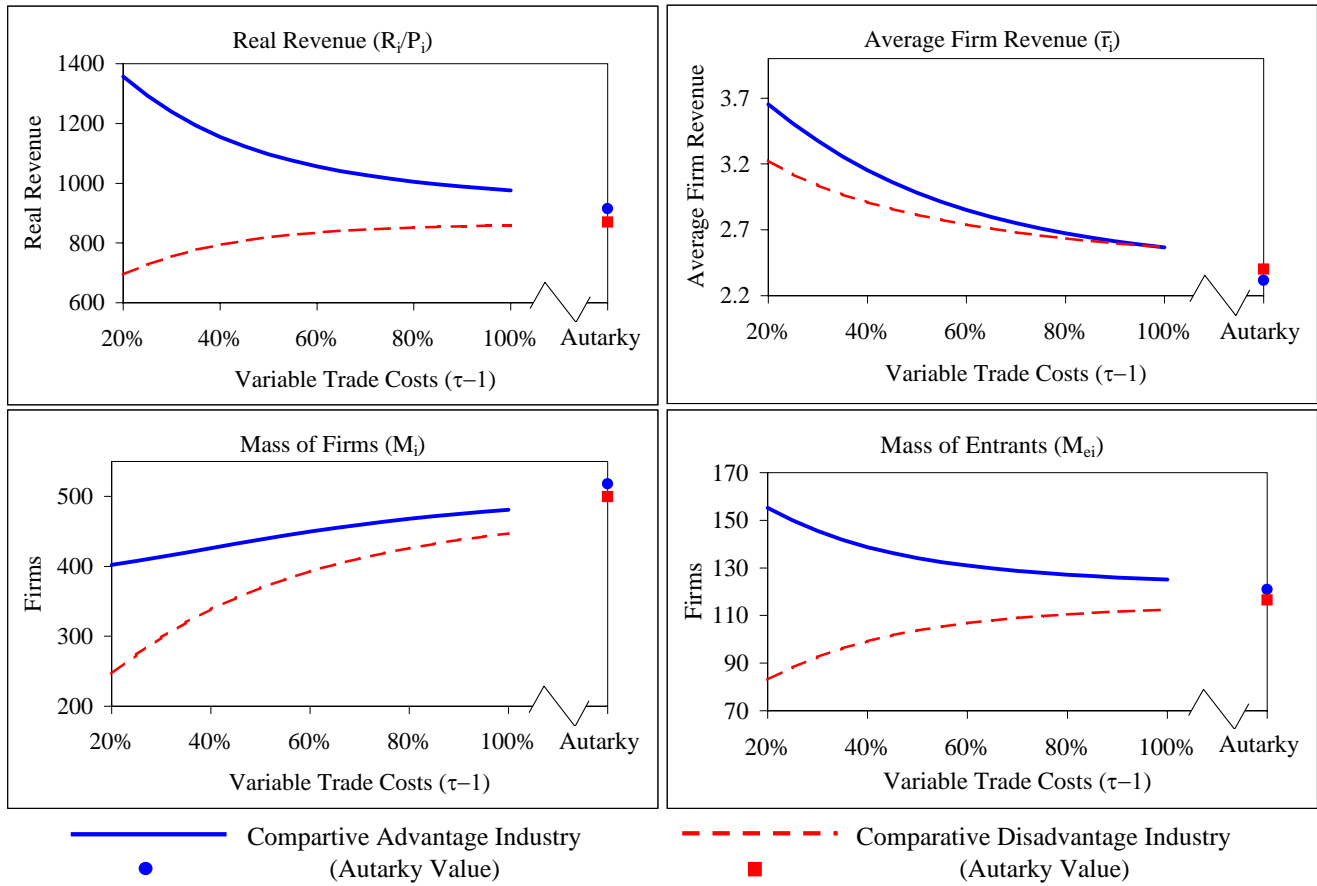 Real Revenue (Ri/Pi)
Real Revenue
1400
1200
1000
800
600
20% 40% 60% 80% 100% Autarky
Variable Trade Costs (τ−1)
Average Firm Revenue (r̅i)
Average Firm Revenue
3.7
3.2
2.7
2.2
20% 40% 60% 80% 100% Autarky
Variable Trade Costs (τ−1)
Mass of Firms (Mi)
Firms
500
400
300
200
20% 40% 60% 80% 100% Autarky
Variable Trade Costs (τ−1)
Mass of Entrants (Mei)
Firms
170
150
130
110
90
70
20% 40% 60% 80% 100% Autarky
Variable Trade Costs (τ−1)
Compartive Advantage Industry
(Autarky Value)
Comparative Disadvantage Industry
(Autarky Value)